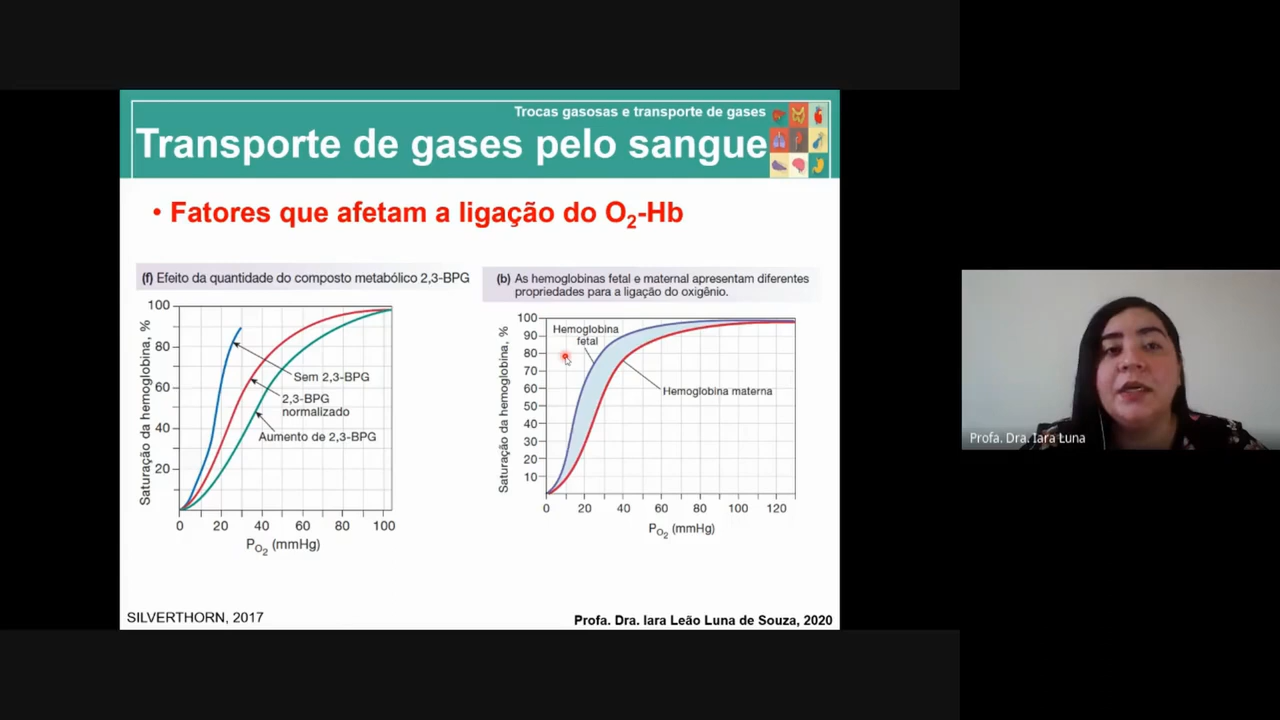 Trocas gasosas e transporte de gases
Transporte de gases pelo sangue
• Fatores que afetam a ligação do O₂-Hb
(f) Efeito da quantidade do composto metabólico 2,3-BPG
100
80
60
40
20
0 20 40 60 80 100
Saturação da hemoglobina, %
Sem 2,3-BPG
2,3-BPG
normalizado
Aumento de 2,3-BPG
PO₂ (mmHg)
(b) As hemoglobinas fetal e maternal apresentam diferentes
propriedades para a ligação do oxigênio.
100
90
80
70
60
50
40
30
20
10
0 20 40 60 80 100 120
Saturação da hemoglobina, %
Hemoglobina
fetal
Hemoglobina materna
PO₂ (mmHg)
SILVERTHORN, 2017
Profa. Dra. Iara Leão Luna de Souza, 2020
Profa. Dra. Iara Luna